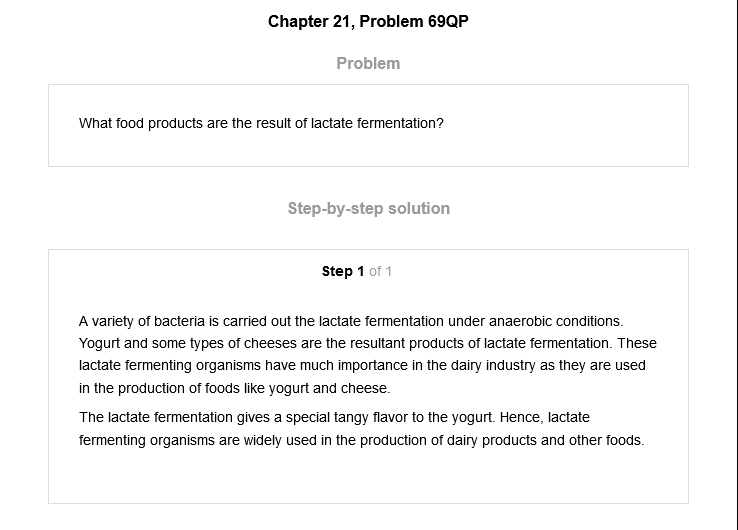 Chapter 21, Problem 69QP
Problem
What food products are the result of lactate fermentation?
Step-by-step solution
Step 1 of 1
A variety of bacteria is carried out the lactate fermentation under anaerobic conditions.
Yogurt and some types of cheeses are the resultant products of lactate fermentation. These
lactate fermenting organisms have much importance in the dairy industry as they are used
in the production of foods like yogurt and cheese.
The lactate fermentation gives a special tangy flavor to the yogurt. Hence, lactate
fermenting organisms are widely used in the production of dairy products and other foods.